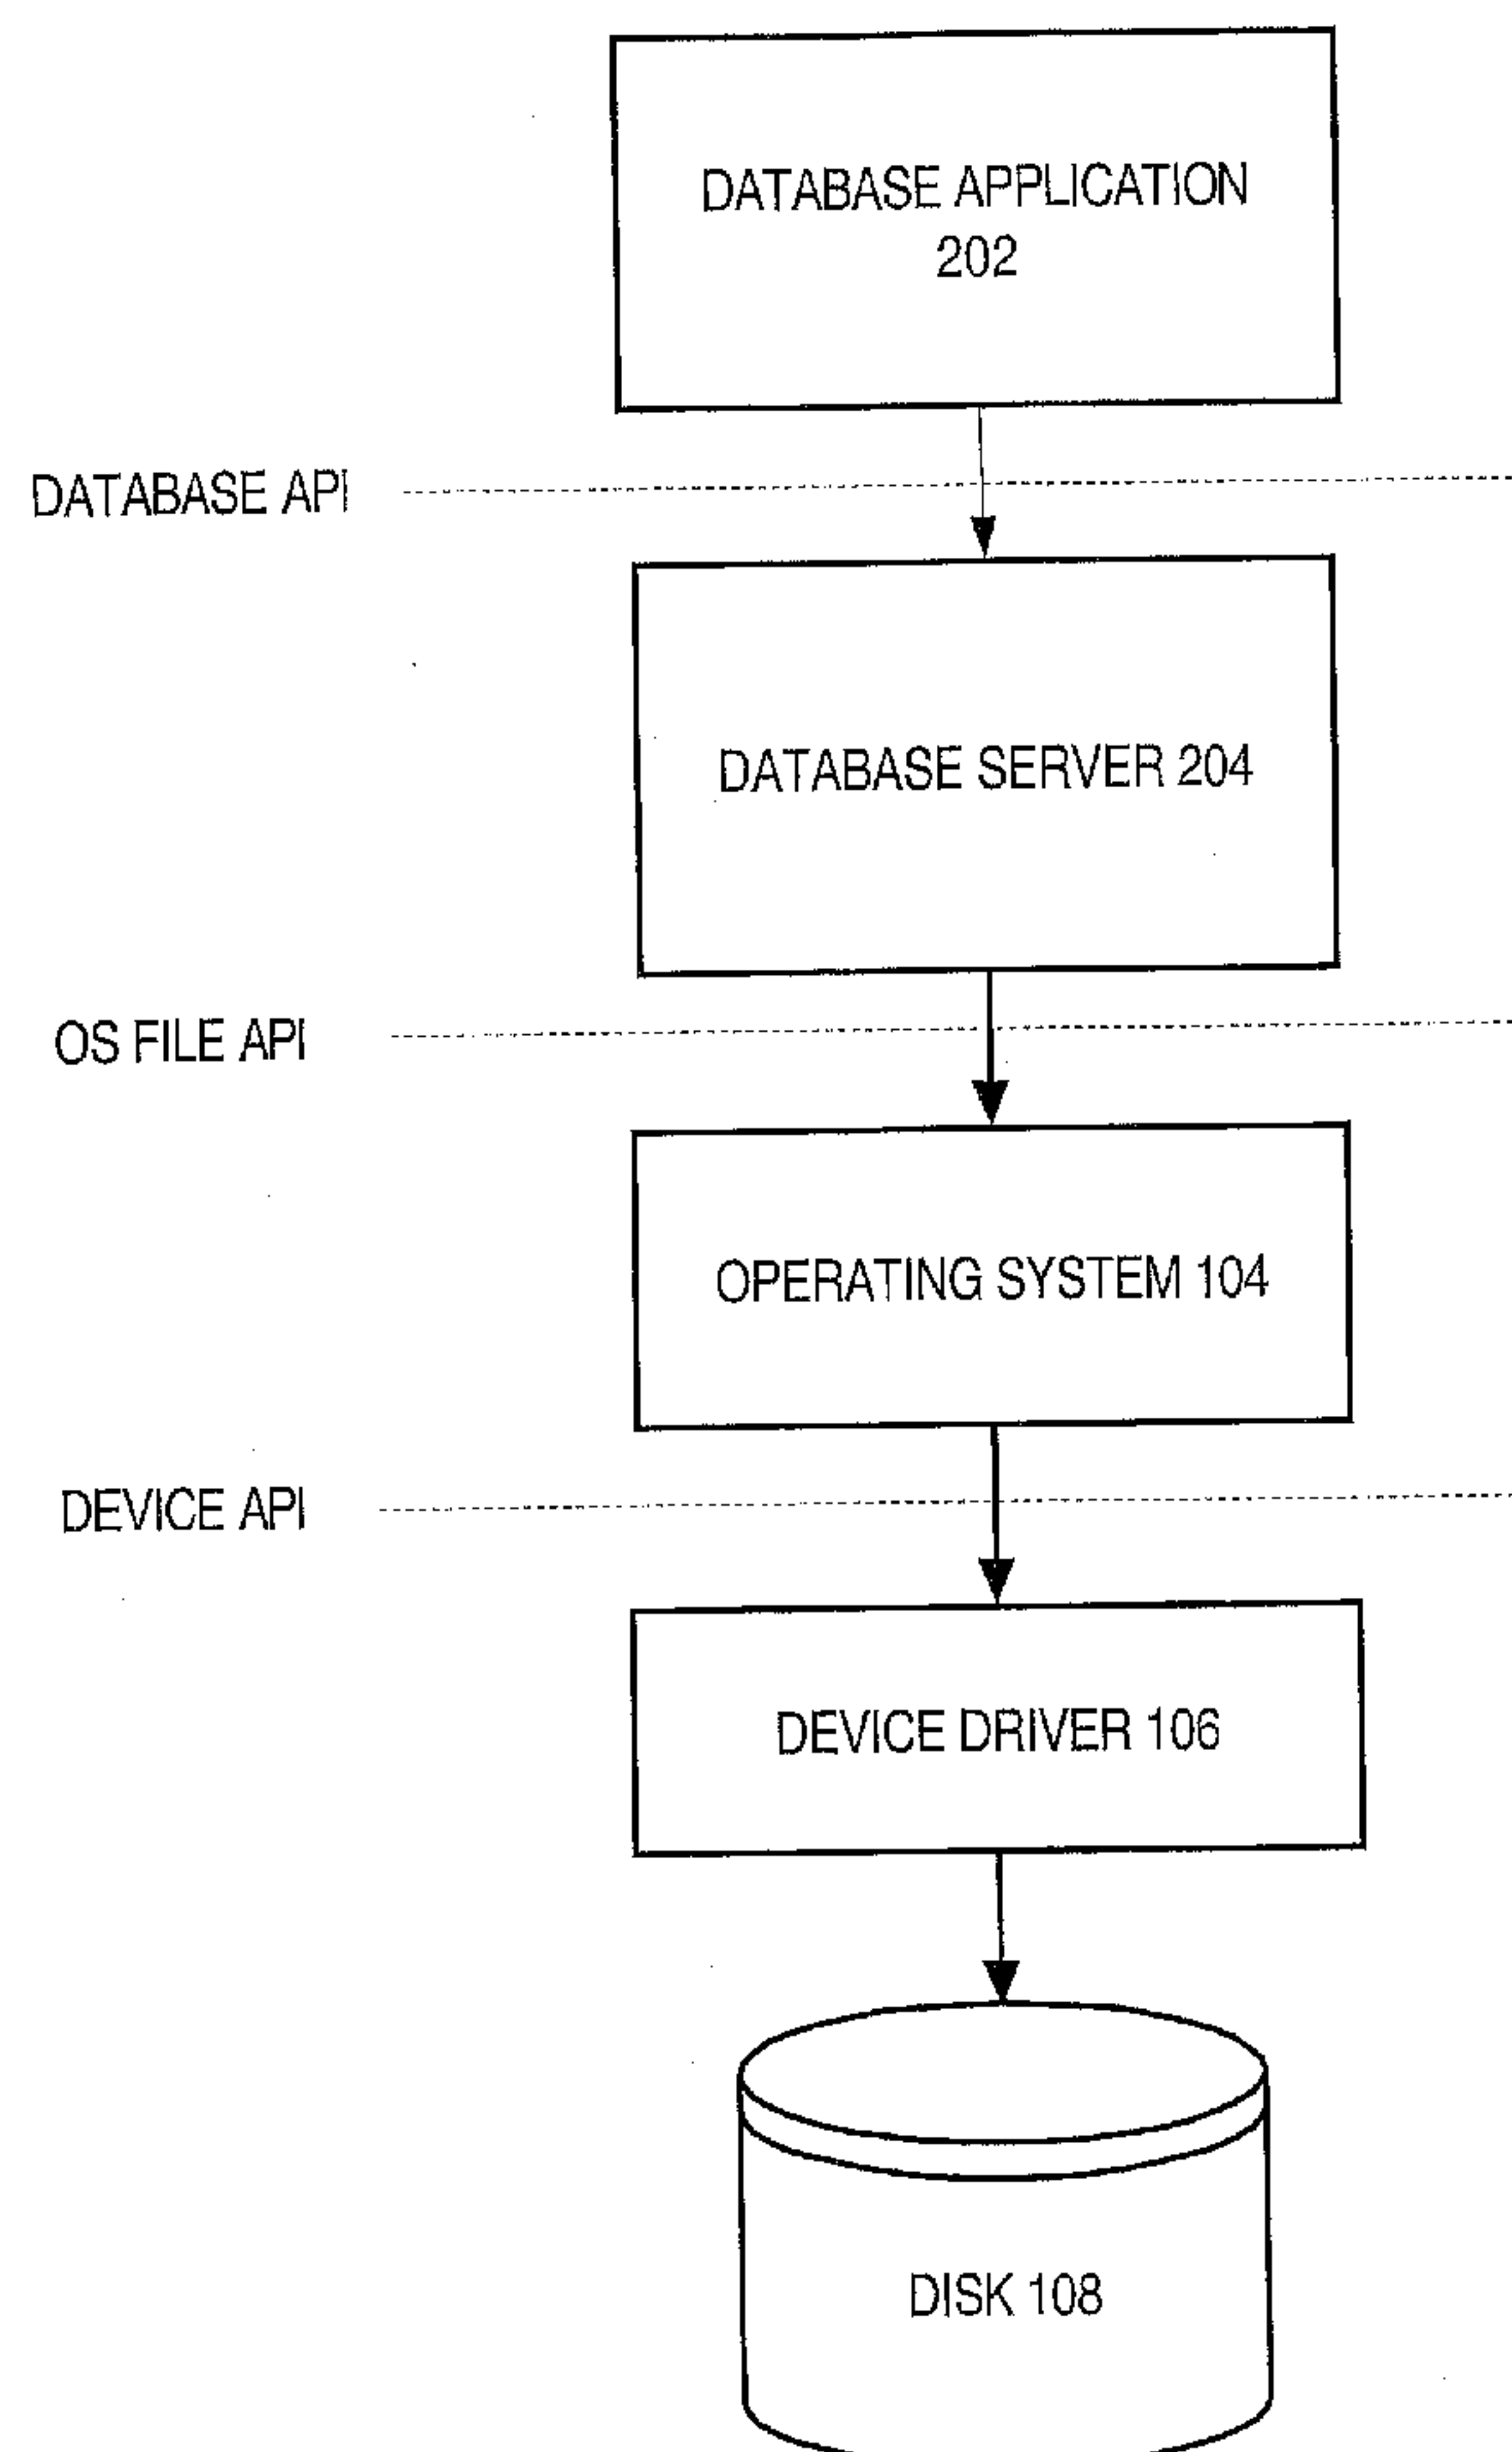 DATABASE APPLICATION
202
DATABASE API
DATABASE SERVER 204
OS FILE API
OPERATING SYSTEM 104
DEVICE API
DEVICE DRIVER 106
DISK 108